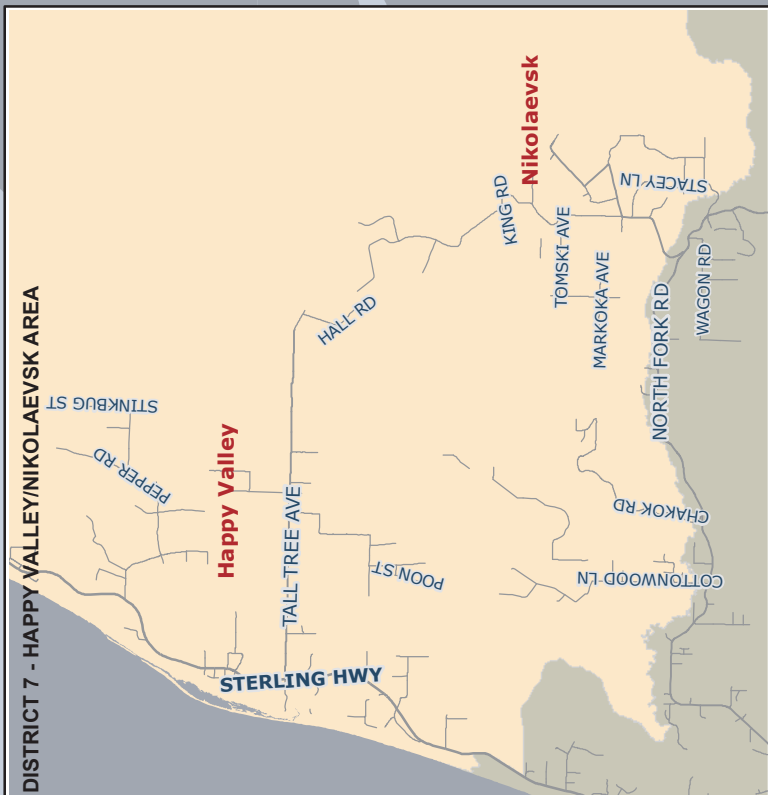 DISTRICT 7 - HAPPY VALLEY/NIKOLAEVSK AREA
STINKBUG ST
PEPPER RD
Happy Valley
TALL TREE AVE
HALL RD
STERLING HWY
POON ST
KING RD
Nikolaevsk
TOMSKI AVE
MARKOKA AVE
STACEY LN
NORTH FORK RD
WAGON RD
CHAKOK RD
COTTONWOOD LN